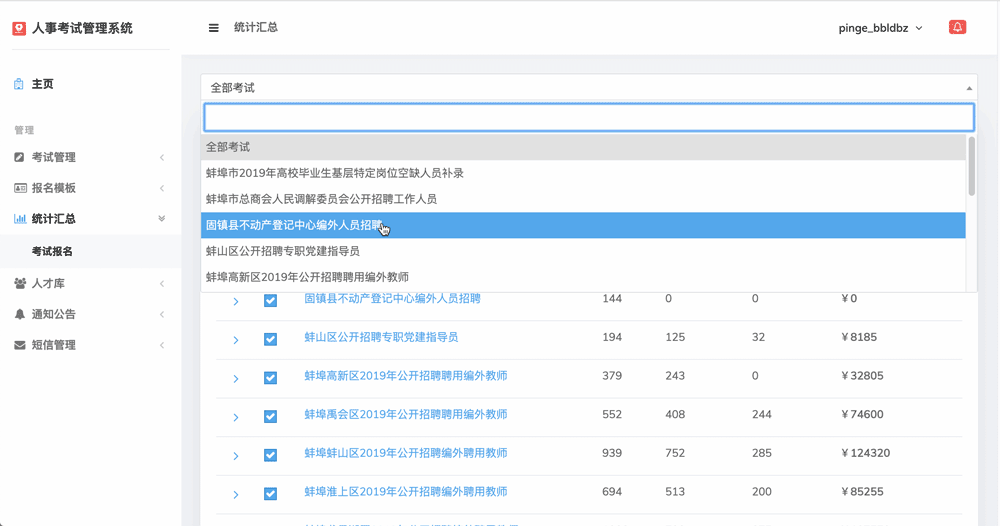 人事考试管理系统
统计汇总
pinge_bbldbz
主页
管理
考试管理
报名模板
统计汇总
考试报名
人才库
通知公告
短信管理
全部考试
全部考试
蚌埠市2019年高校毕业生基层特定岗位空缺人员补录
蚌埠市总商会人民调解委员会公开招聘工作人员
固镇县不动产登记中心编外人员招聘
蚌山区公开招聘专职党建指导员
蚌埠高新区2019年公开招聘聘用编外教师
固镇县不动产登记中心编外人员招聘 144 0 0 ¥0
蚌山区公开招聘专职党建指导员 194 125 32 ¥8185
蚌埠高新区2019年公开招聘聘用编外教师 379 243 0 ¥32805
蚌埠禹会区2019年公开招聘聘用编外教师 552 408 244 ¥74600
蚌埠蚌山区2019年公开招聘编外聘用教师 939 752 285 ¥124320
蚌埠淮上区2019年公开招聘编外聘用教师 694 513 200 ¥85255